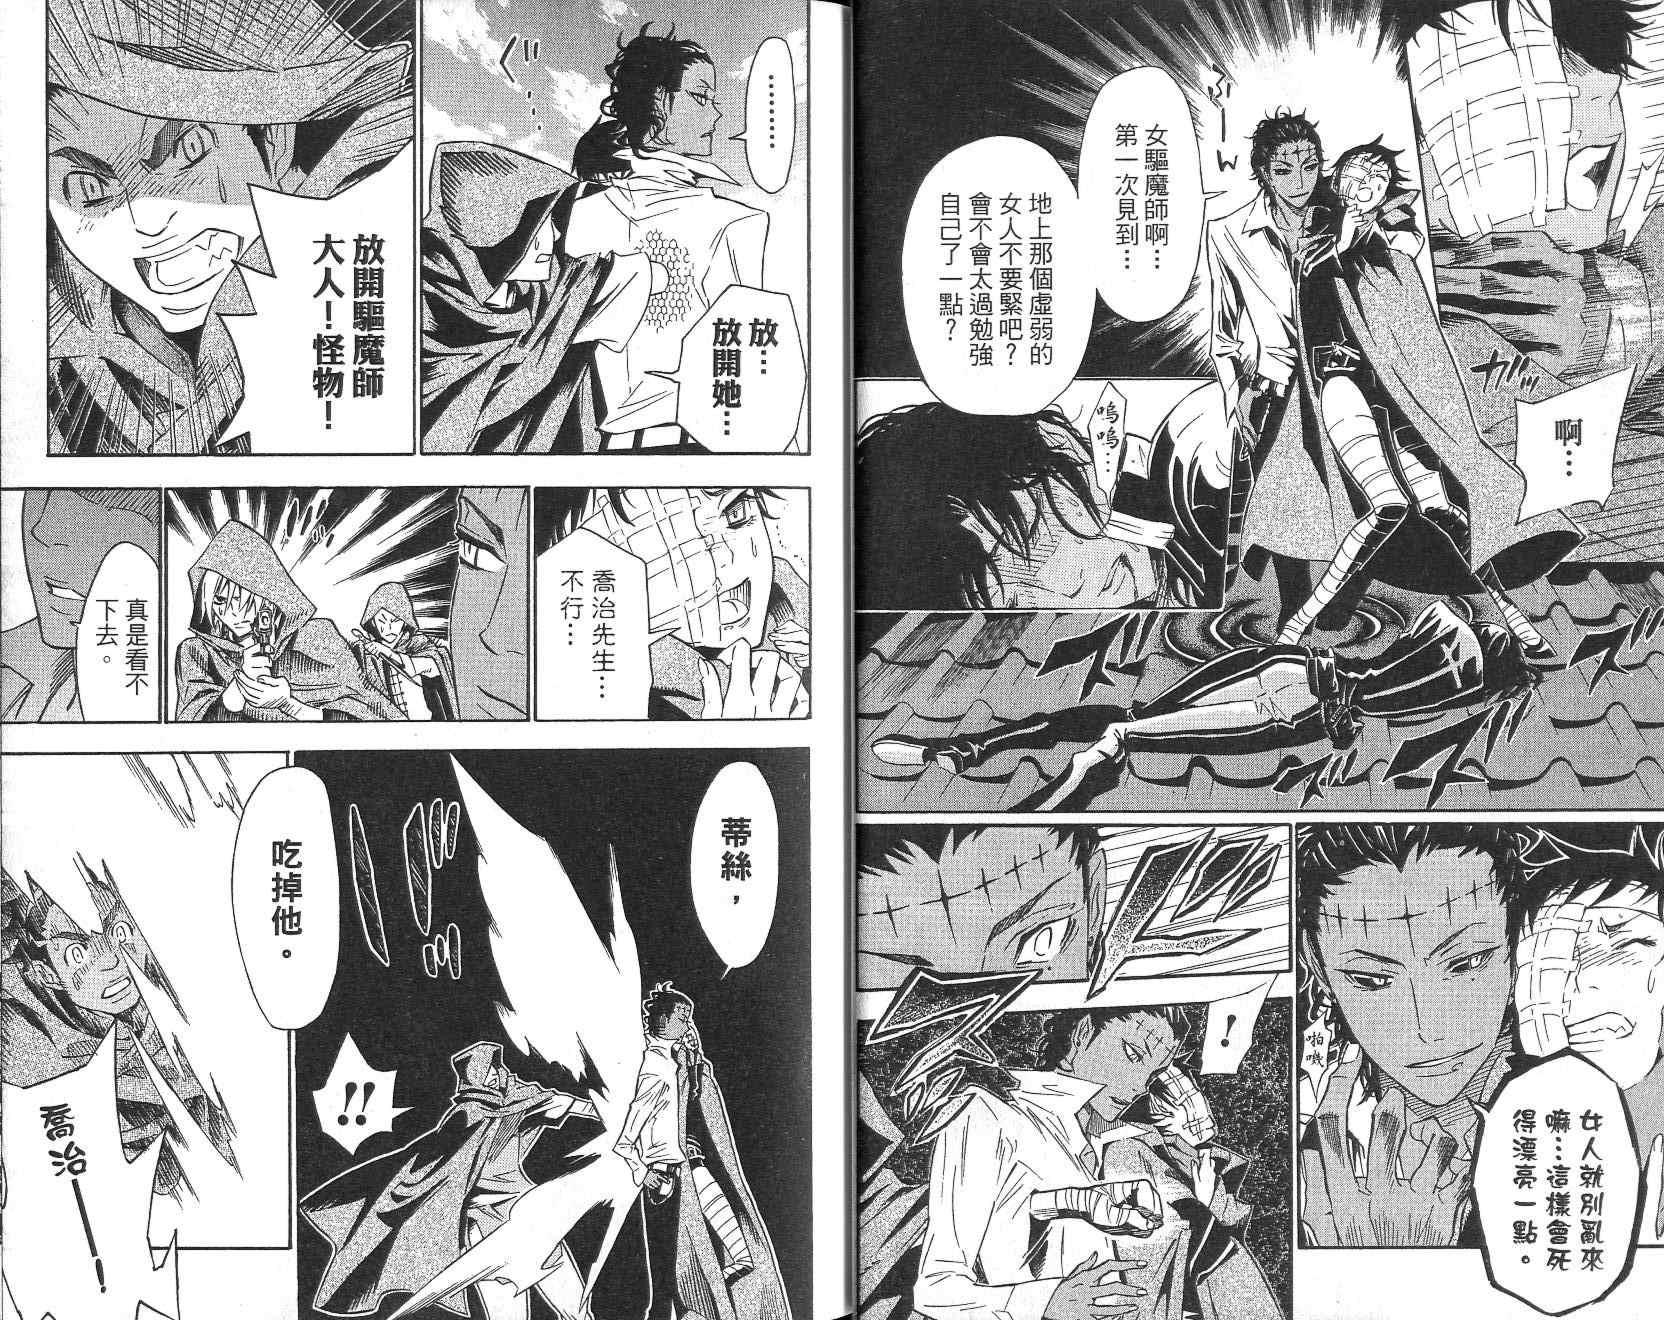 啊…
女驅魔師啊…
第一次見到…
地上那個虛弱的
女人不要緊吧？
會不會太過勉強
自己了一點？
嗚
嗚…
女人就別亂來
嘛…這樣會死
得漂亮一點。
啪
嘰
！
………
放…
放開她…
放開驅魔師
大人！怪物！
喬治先生…
不行…
真是看不
下去。
蒂絲，
吃掉他。
!!
喬治——！